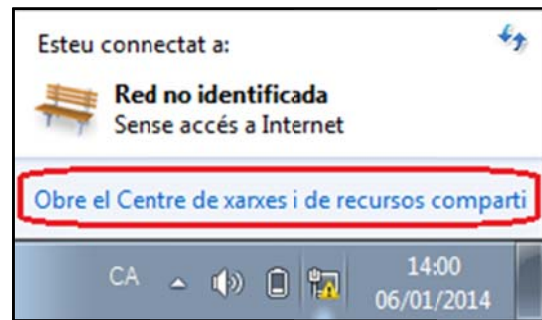 Esteu connectat a:
Red no identificada
Sense accés a Internet
Obre el Centre de xarxes i de recursos comparti
CA
14:00
06/01/2014